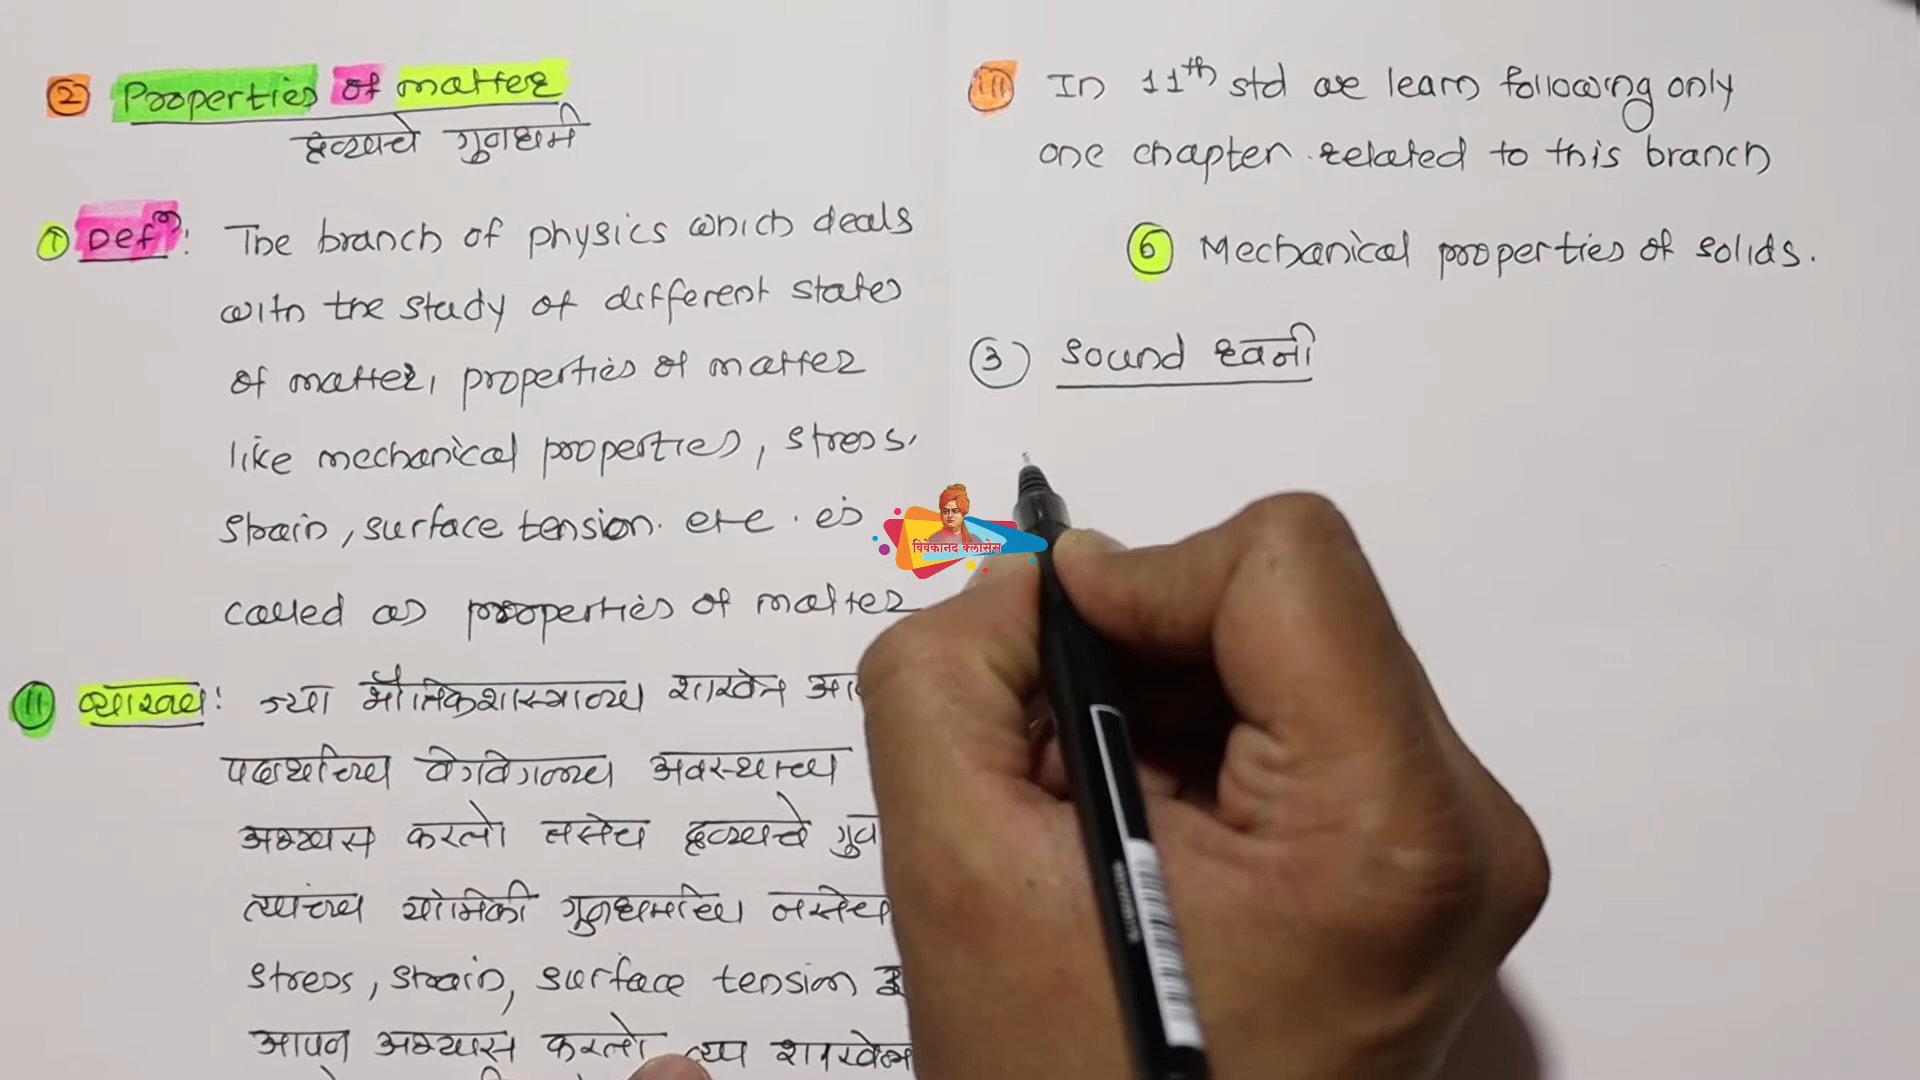 ② Properties of matter
द्रव्याचे गुणधर्म
① Defⁿ: The branch of physics which deals
with the study of different states
of matter, properties of matter
like mechanical properties, stress,
strain, surface tension. etc. is
called as properties of matter
॥ व्याख्या: ज्या भौतिकशास्त्राच्या शाखेत
पदार्थाच्या वेगवेगळ्या अवस्थाच्या
अभ्यास करतो तसेच द्रव्याचे
त्यांच्या यांमिकी गुणधर्माचा तसेच
stress, strain, surface tension
आपण अभ्यास करतो त्या
iii In 11th std we learn following only
one chapter related to this branch
6 Mechanical properties of solids.
③ Sound ध्वनी
विवेकानंद क्लासेस